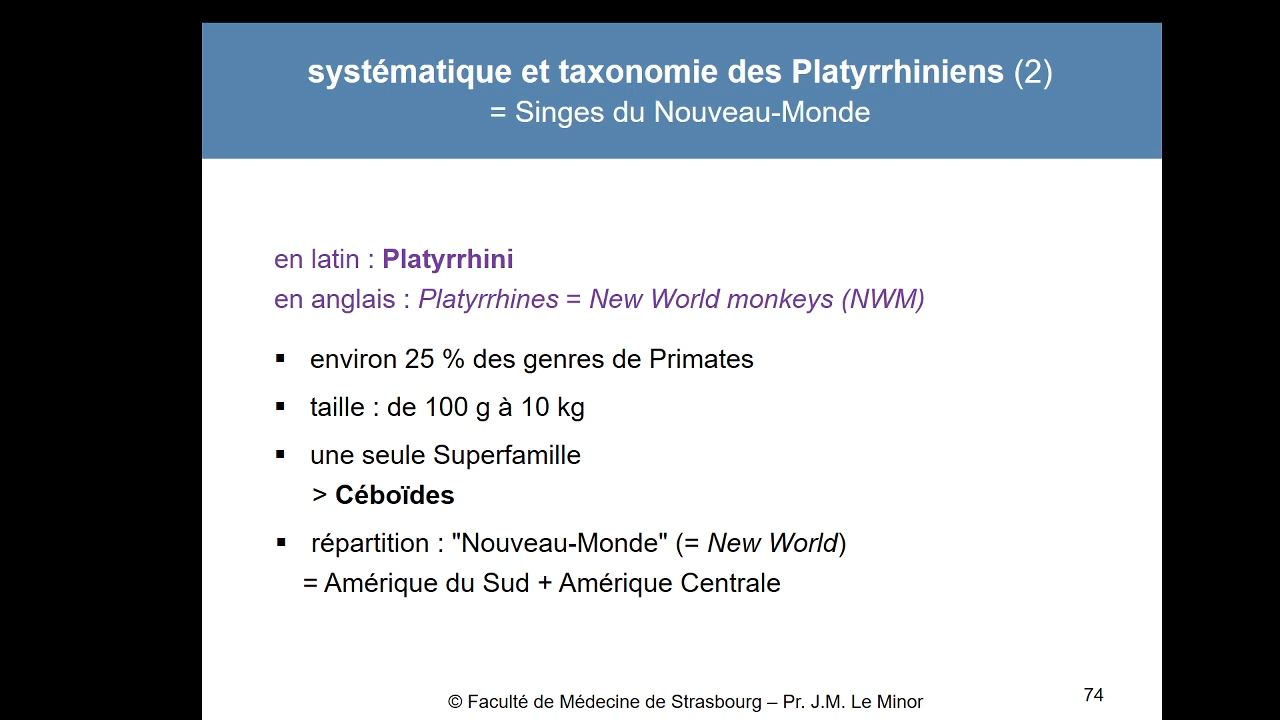 systématique et taxonomie des Platyrrhiniens (2)
= Singes du Nouveau-Monde
en latin : Platyrrhini
en anglais : Platyrrhines = New World monkeys (NWM)
▪ environ 25 % des genres de Primates
▪ taille : de 100 g à 10 kg
▪ une seule Superfamille
> Céboïdes
▪ répartition : "Nouveau-Monde" (= New World)
= Amérique du Sud + Amérique Centrale
© Faculté de Médecine de Strasbourg – Pr. J.M. Le Minor
74